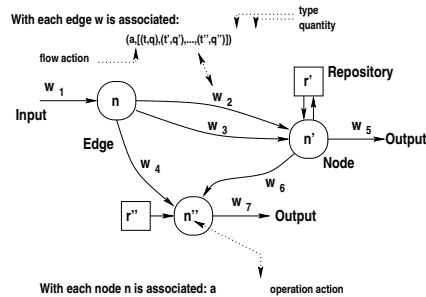 With each edge w is associated:
type
quantity
(a,[(t,q),(t',q'),...,(t'',q'')])
flow action
r'
Repository
w 1
n
w 2
Input
w 3
n'
w 5
Output
Edge
Node
w 4
w 6
r''
n''
w 7
Output
With each node n is associated: a
operation action